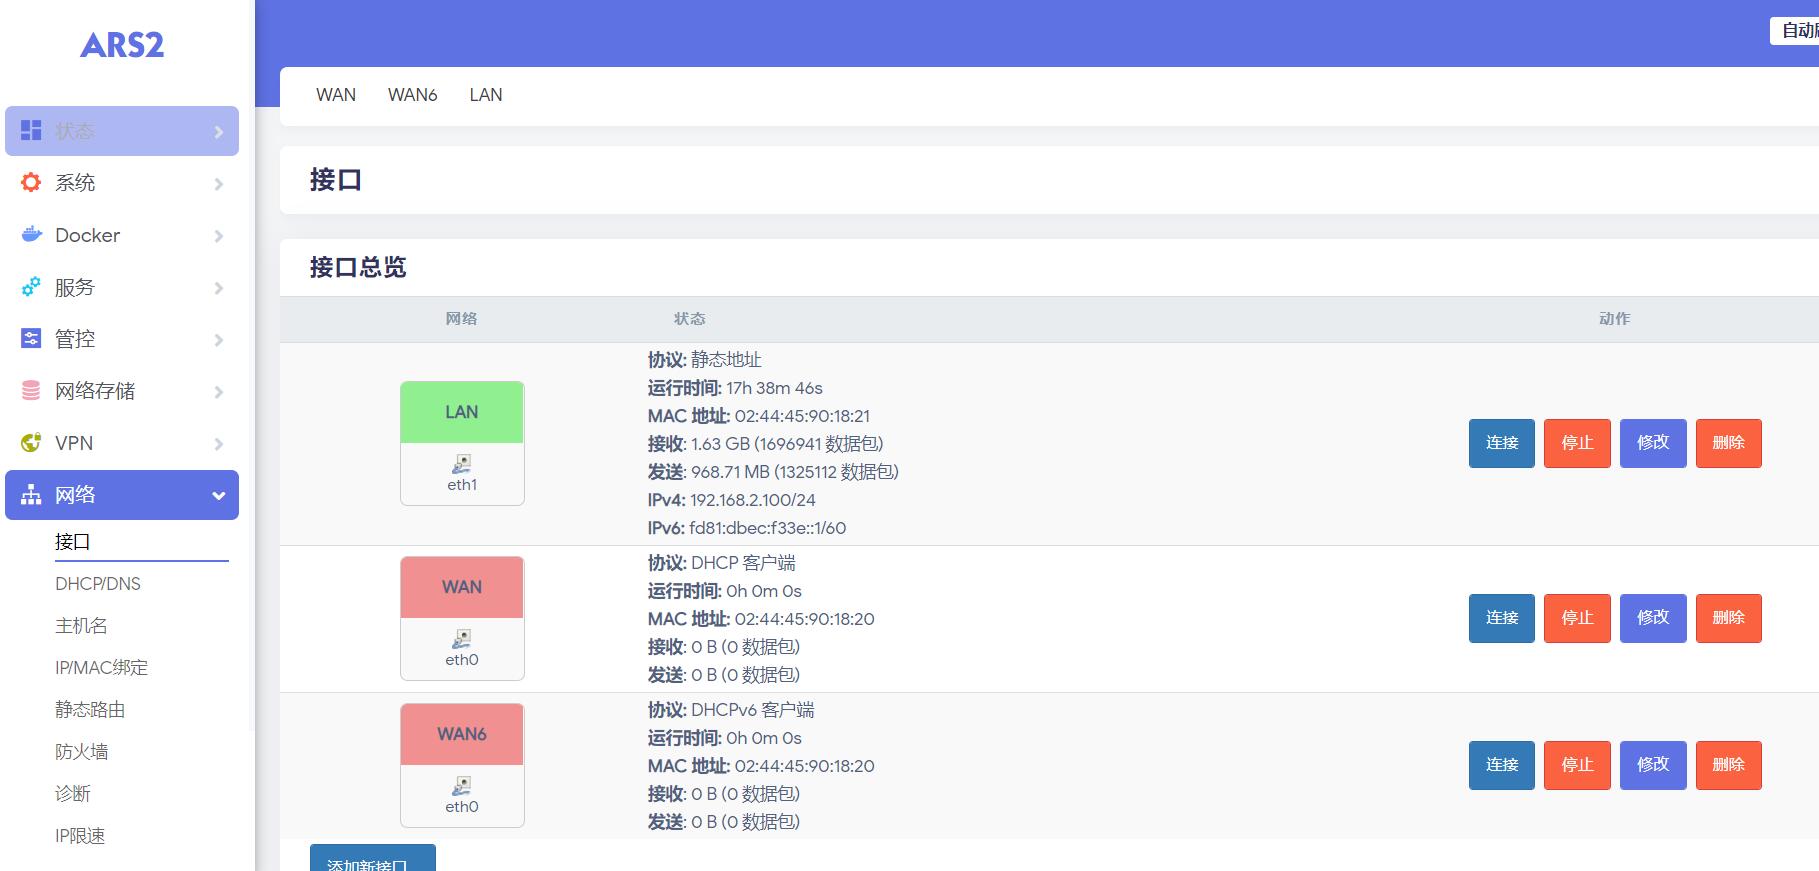 ARS2
状态
系统
Docker
服务
管控
网络存储
VPN
网络
接口
DHCP/DNS
主机名
IP/MAC绑定
静态路由
防火墙
诊断
IP限速
WAN WAN6 LAN
接口
接口总览
网络 状态 动作
LAN
eth1
协议: 静态地址
运行时间: 17h 38m 46s
MAC 地址: 02:44:45:90:18:21
接收: 1.63 GB (1696941 数据包)
发送: 968.71 MB (1325112 数据包)
IPv4: 192.168.2.100/24
IPv6: fd81:dbec:f33e::1/60
连接 停止 修改 删除
WAN
eth0
协议: DHCP 客户端
运行时间: 0h 0m 0s
MAC 地址: 02:44:45:90:18:20
接收: 0 B (0 数据包)
发送: 0 B (0 数据包)
连接 停止 修改 删除
WAN6
eth0
协议: DHCPv6 客户端
运行时间: 0h 0m 0s
MAC 地址: 02:44:45:90:18:20
接收: 0 B (0 数据包)
发送: 0 B (0 数据包)
连接 停止 修改 删除
添加新接口
自动